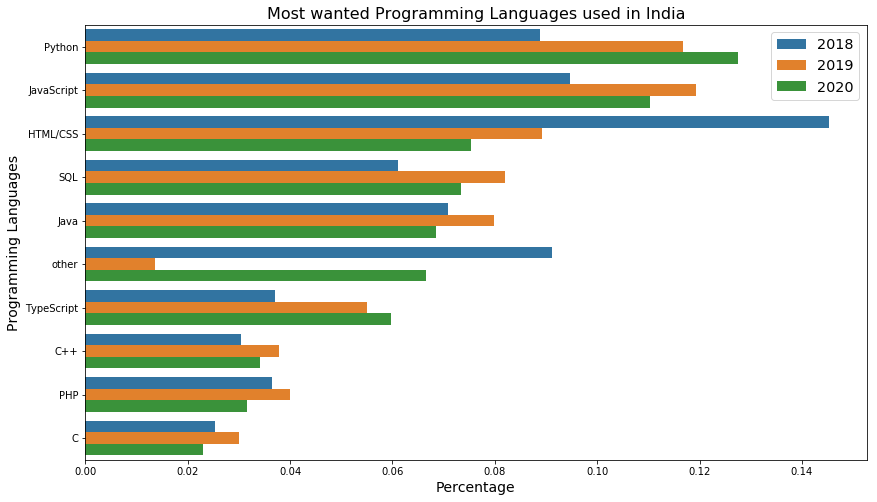 Most wanted Programming Languages used in India
2018
2019
2020
Programming Languages
Python
JavaScript
HTML/CSS
SQL
Java
other
TypeScript
C++
PHP
C
0.00 0.02 0.04 0.06 0.08 0.10 0.12 0.14
Percentage